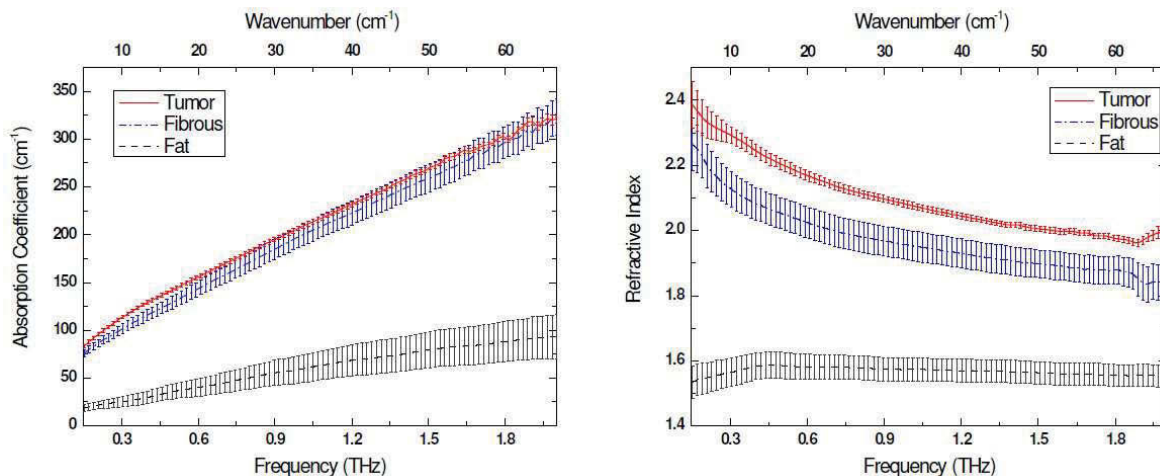 Wavenumber (cm⁻¹)
10 20 30 40 50 60
350
300
250
200
150
100
50
0
Absorption Coefficient (cm⁻¹)
Tumor
Fibrous
Fat
0.3 0.6 0.9 1.2 1.5 1.8
Frequency (THz)
Wavenumber (cm⁻¹)
10 20 30 40 50 60
2.4
2.2
2.0
1.8
1.6
1.4
Refractive Index
Tumor
Fibrous
Fat
0.3 0.6 0.9 1.2 1.5 1.8
Frequency (THz)